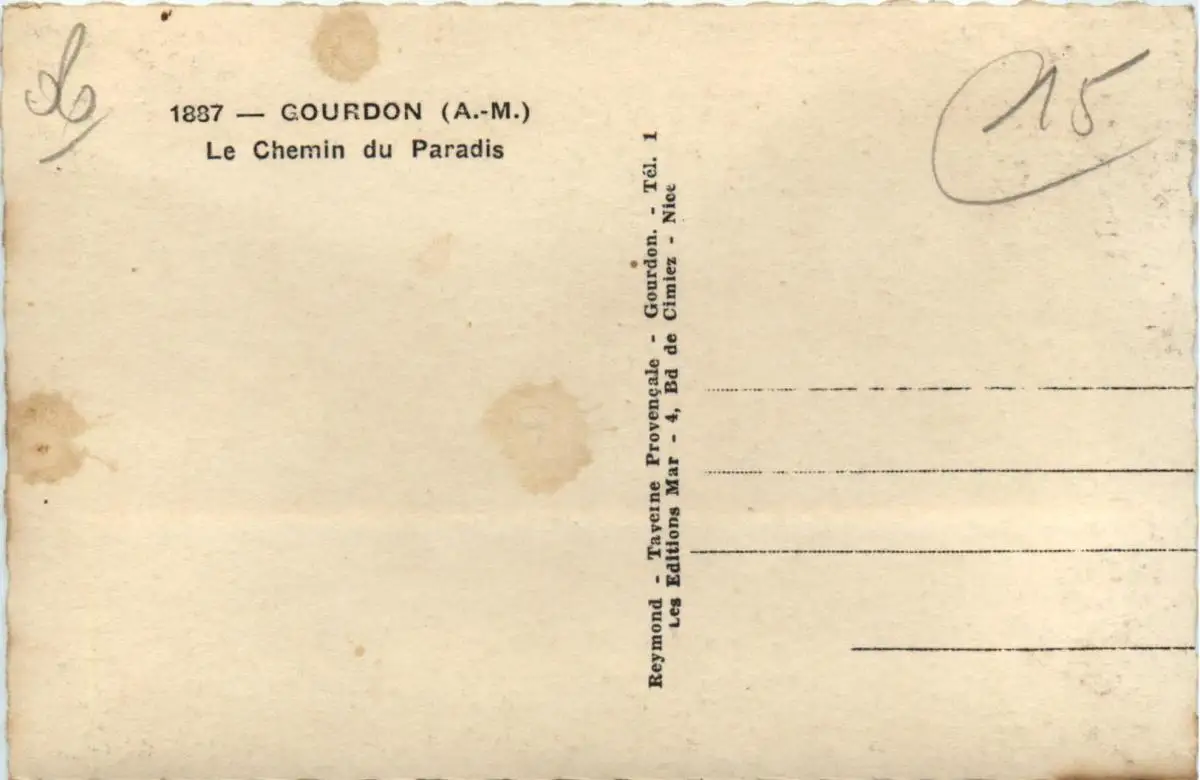 1887 — GOURDON (A.-M.)
Le Chemin du Paradis
Reymond - Taverne Provençale - Gourdon. - Tél. 1
Les Editions Mar - 4, Bd de Cimiez - Nice
15